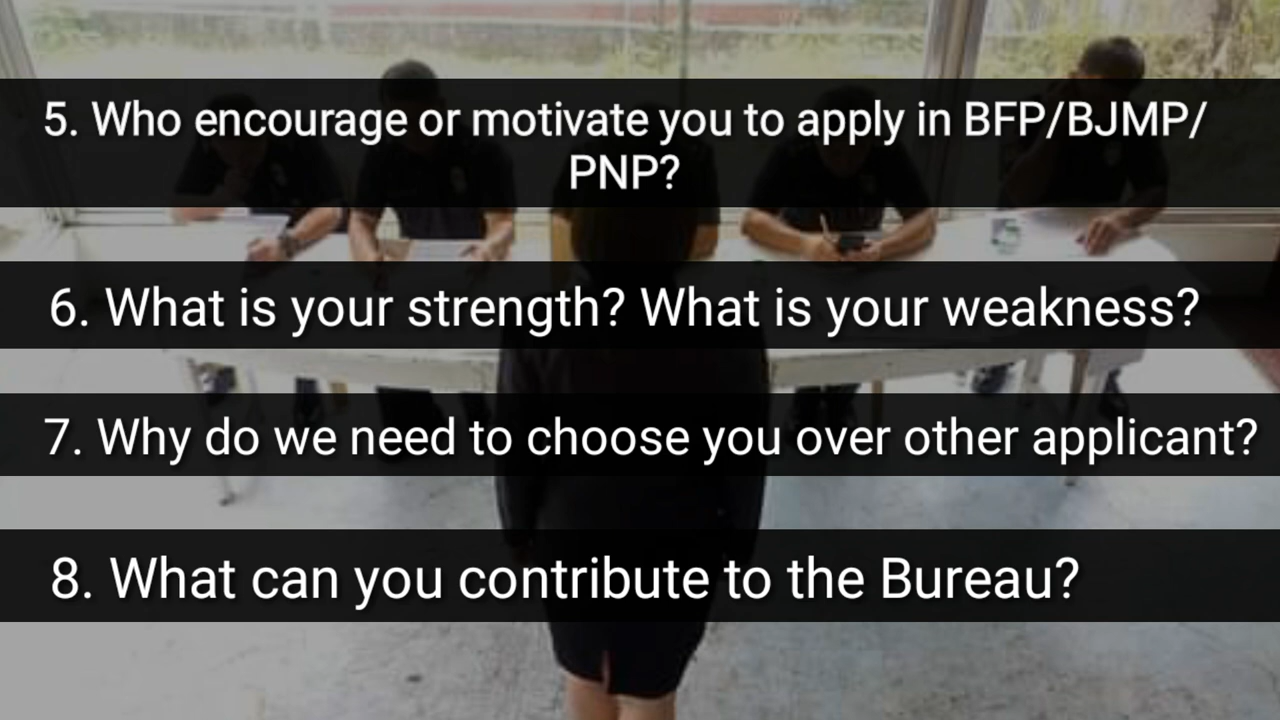 5. Who encourage or motivate you to apply in BFP/BJMP/
PNP?
6. What is your strength? What is your weakness?
7. Why do we need to choose you over other applicant?
8. What can you contribute to the Bureau?